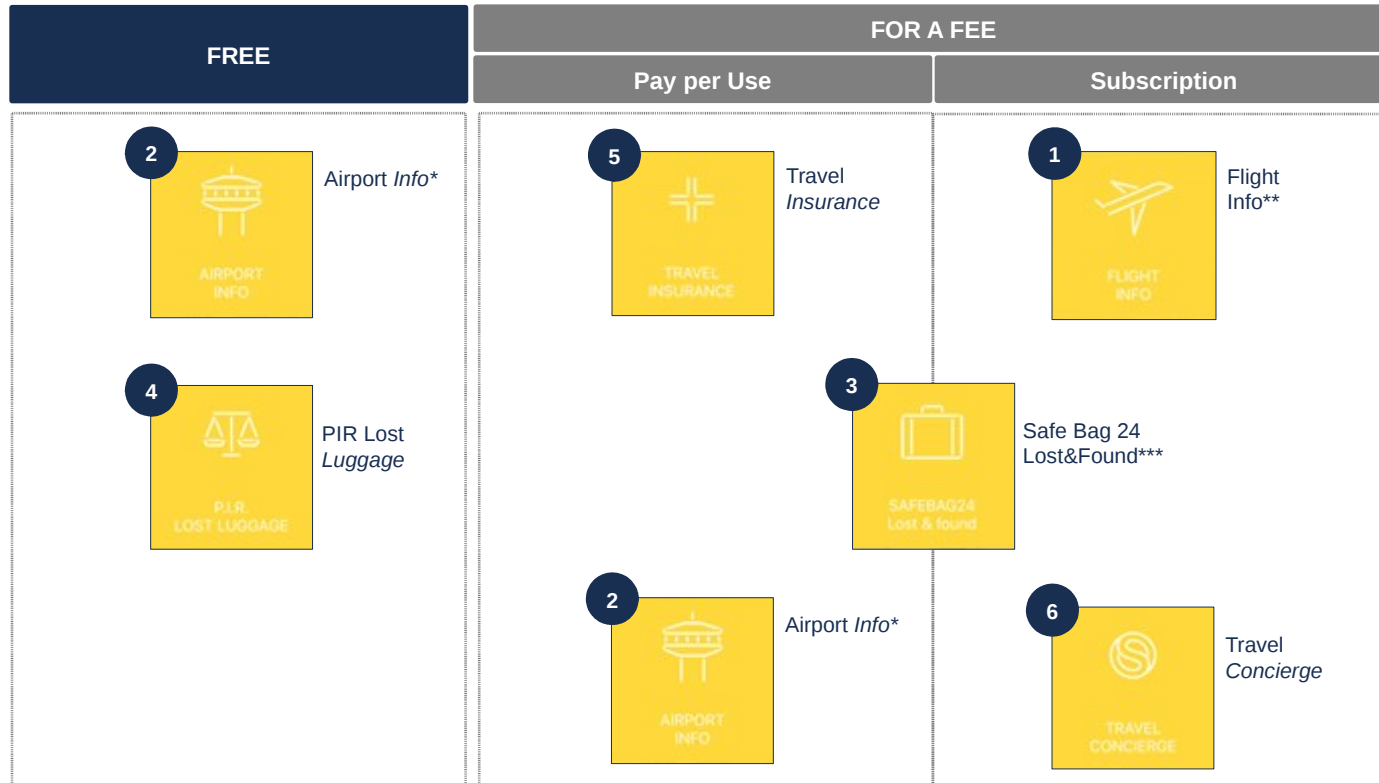 FREE
FOR A FEE
Pay per Use
Subscription
2
AIRPORT
INFO
Airport Info*
5
TRAVEL
INSURANCE
Travel
Insurance
1
FLIGHT
INFO
Flight
Info**
4
P.I.R.
LOST LUGGAGE
PIR Lost
Luggage
3
SAFEBAG24
Lost & found
Safe Bag 24
Lost&Found***
2
AIRPORT
INFO
Airport Info*
6
TRAVEL
CONCIERGE
Travel
Concierge